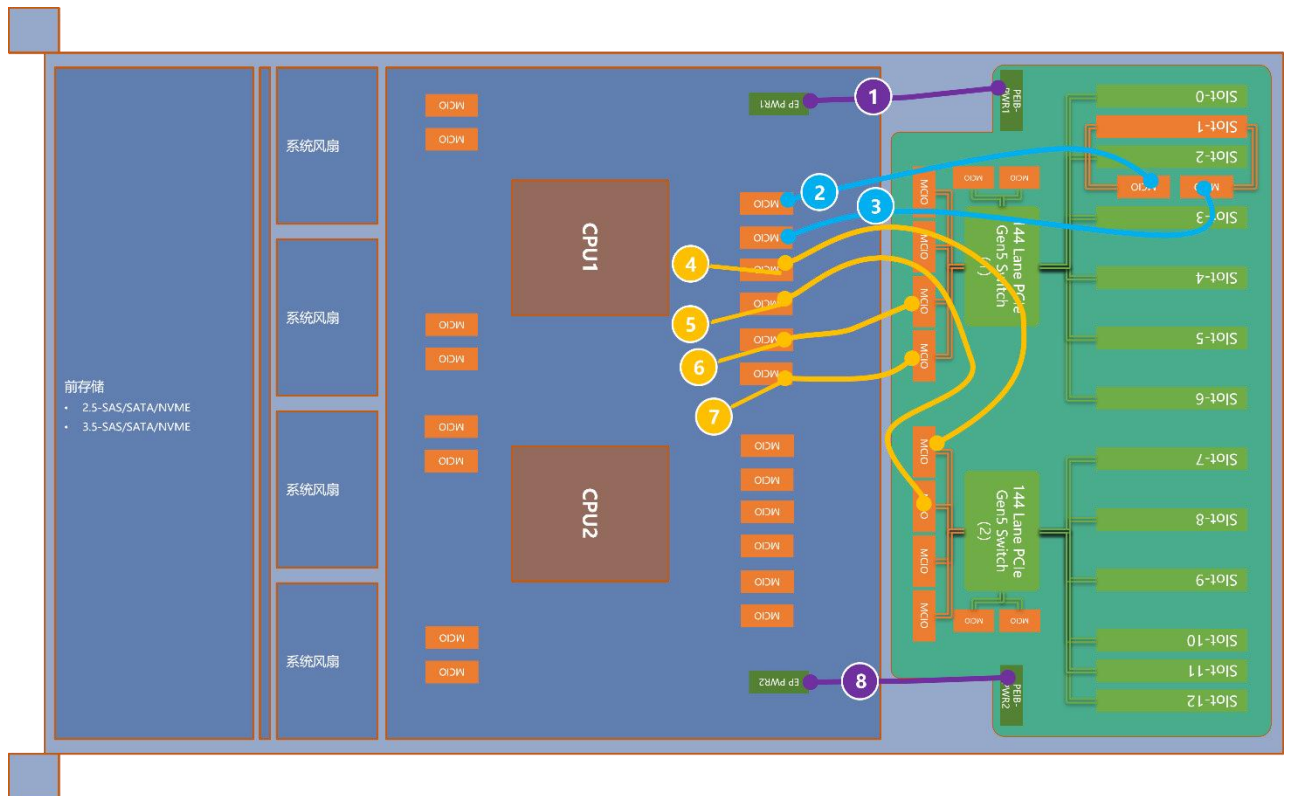 EP PWR1
1
PEIB-
PWR1
Slot-0
Slot-1
Slot-2
MCIO
MCIO
Slot-3
Slot-4
Slot-5
Slot-6
Slot-7
Slot-8
Slot-9
Slot-10
Slot-11
Slot-12
系统风扇
系统风扇
系统风扇
系统风扇
前存储
• 2.5-SAS/SATA/NVME
• 3.5-SAS/SATA/NVME
MCIO
MCIO
MCIO
MCIO
MCIO
MCIO
MCIO
MCIO
CPU1
CPU2
MCIO
MCIO
MCIO
MCIO
MCIO
MCIO
MCIO
MCIO
MCIO
MCIO
MCIO
MCIO
2
3
4
5
6
7
MCIO
MCIO
MCIO
MCIO
MCIO
MCIO
144 Lane PCIe
Gen5 Switch
(1)
MCIO
MCIO
MCIO
MCIO
144 Lane PCIe
Gen5 Switch
(2)
MCIO
MCIO
EP PWR2
8
PEIB-
PWR2